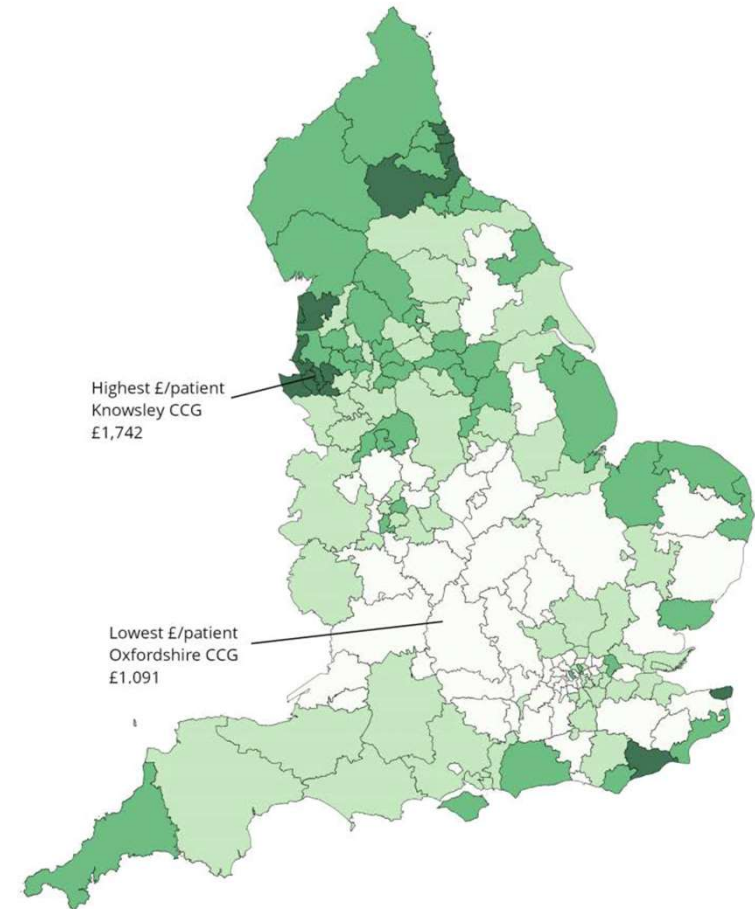 Highest £/patient
Knowsley CCG
£1,742
Lowest £/patient
Oxfordshire CCG
£1.091